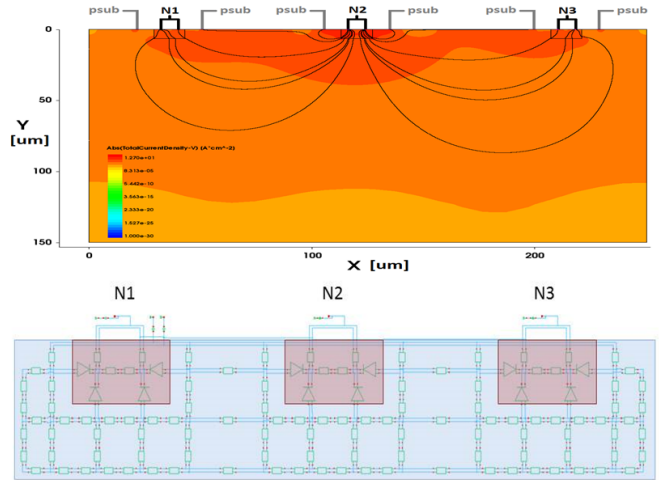 psub N1 psub psub N2 psub psub N3 psub
0
50
100
150
Y
[um]
Abs(TotalCurrentDensity-V) (A*cm^-2)
1.270e+01
8.313e-05
5.442e-10
3.563e-15
2.333e-20
1.527e-25
1.000e-30
0 100 200
X [um]
N1 N2 N3